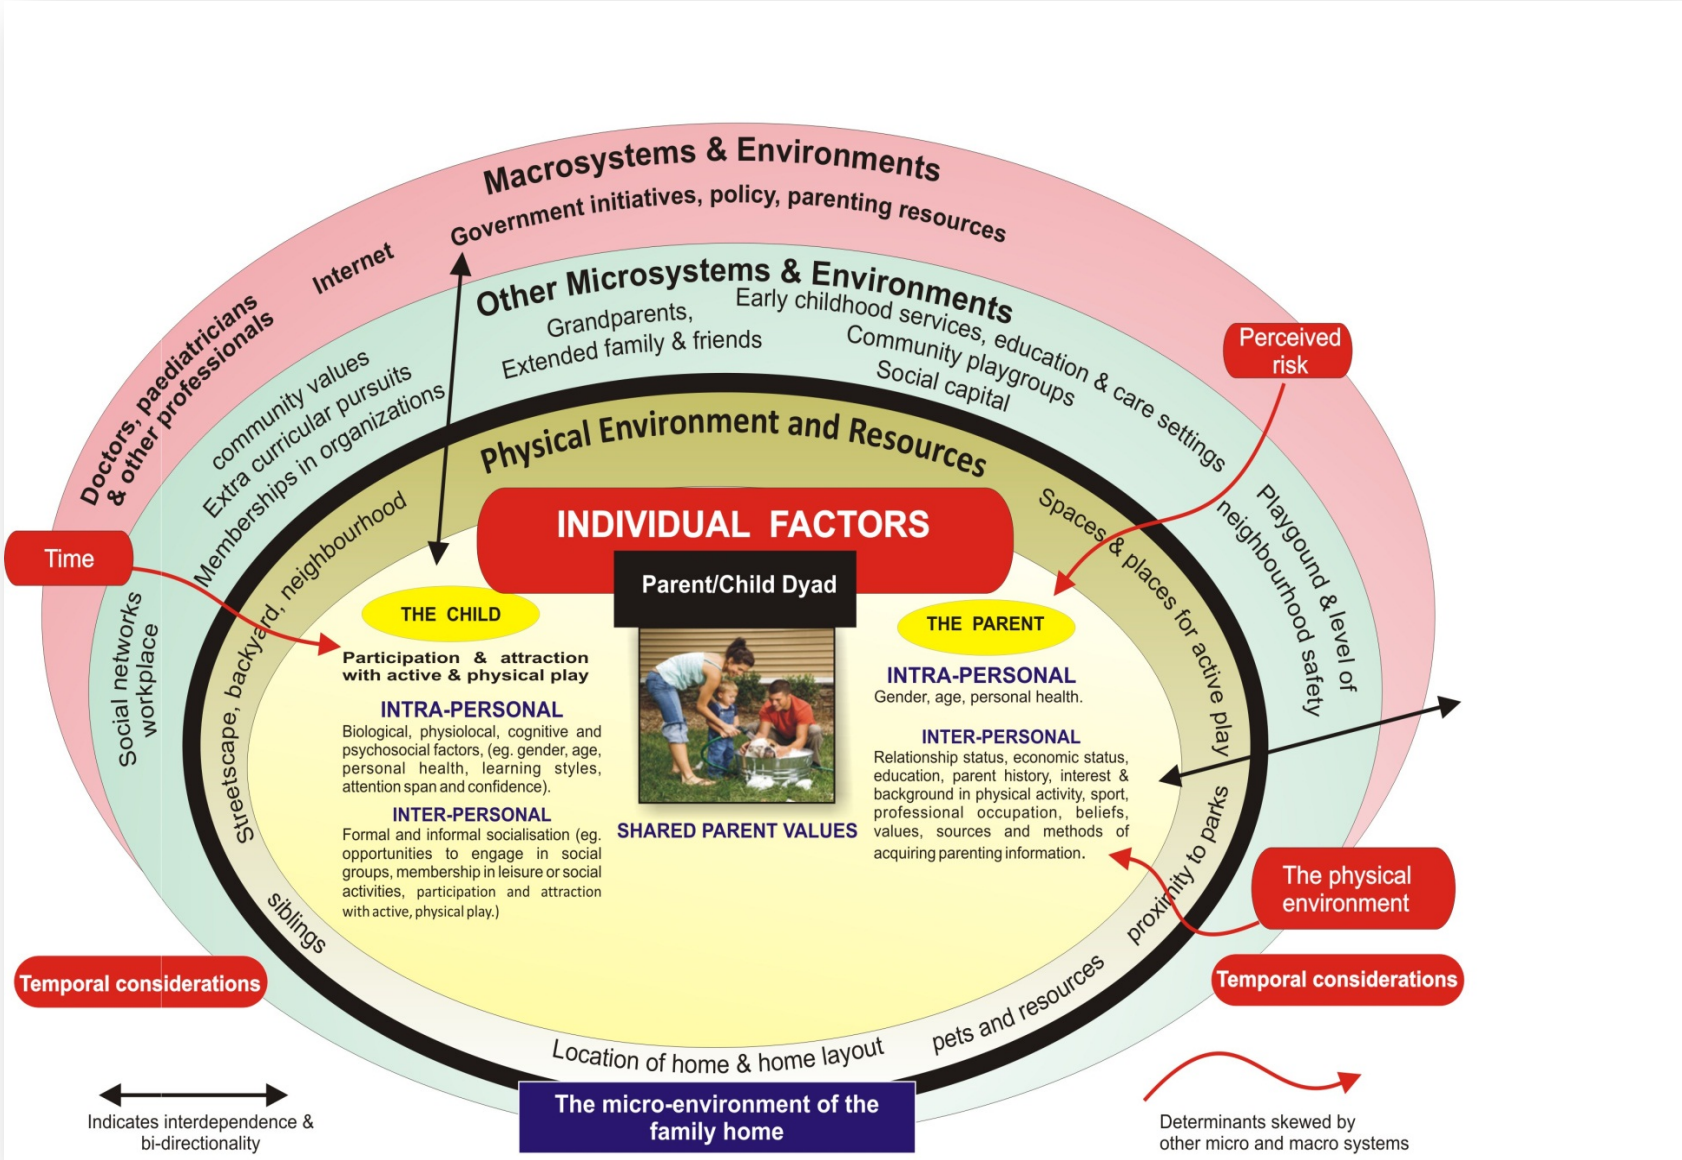 Macrosystems & Environments
Government initiatives, policy, parenting resources
Internet
Doctors, paediatricians
& other professionals
Other Microsystems & Environments
Grandparents,
Extended family & friends
Early childhood services, education & care settings
Community playgroups
Social capital
community values
Extra curricular pursuits
Memberships in organizations
Social networks
workplace
Playgound & level of
neighbourhood safety
Perceived
risk
Time
Physical Environment and Resources
Streetscape, backyard, neighbourhood
Spaces & places for active play
proximity to parks
siblings
Location of home & home layout
pets and resources
INDIVIDUAL FACTORS
Parent/Child Dyad
THE CHILD
Participation & attraction
with active & physical play
INTRA-PERSONAL
Biological, physiolocal, cognitive and
psychosocial factors, (eg. gender, age,
personal health, learning styles,
attention span and confidence).
INTER-PERSONAL
Formal and informal socialisation (eg.
opportunities to engage in social
groups, membership in leisure or social
activities, participation and attraction
with active, physical play.)
SHARED PARENT VALUES
THE PARENT
INTRA-PERSONAL
Gender, age, personal health.
INTER-PERSONAL
Relationship status, economic status,
education, parent history, interest &
background in physical activity, sport,
professional occupation, beliefs,
values, sources and methods of
acquiring parenting information.
The physical
environment
Temporal considerations
Temporal considerations
The micro-environment of the
family home
Indicates interdependence &
bi-directionality
Determinants skewed by
other micro and macro systems